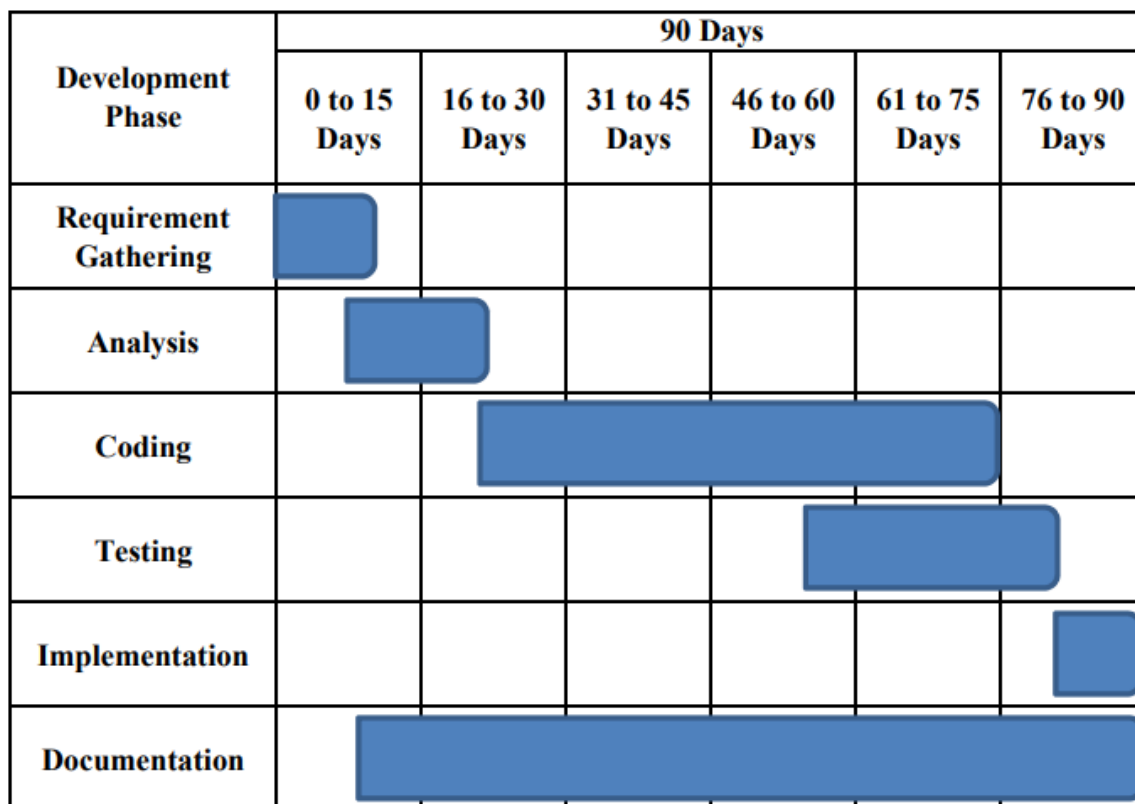 90 Days
Development
Phase
0 to 15
Days
16 to 30
Days
31 to 45
Days
46 to 60
Days
61 to 75
Days
76 to 90
Days
Requirement
Gathering
Analysis
Coding
Testing
Implementation
Documentation